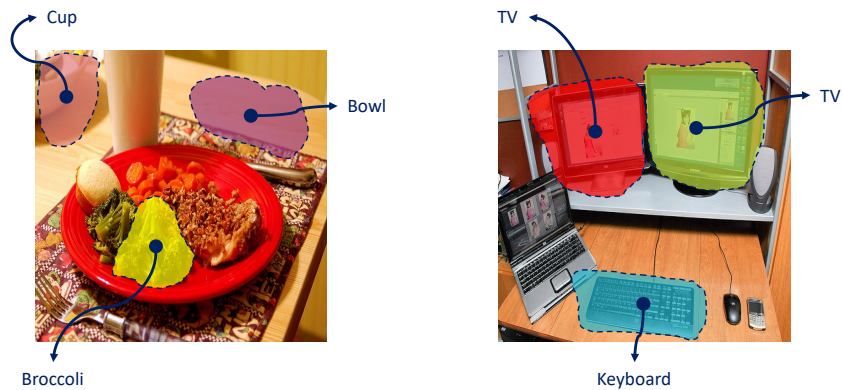 Cup
TV
Bowl
TV
Broccoli
Keyboard